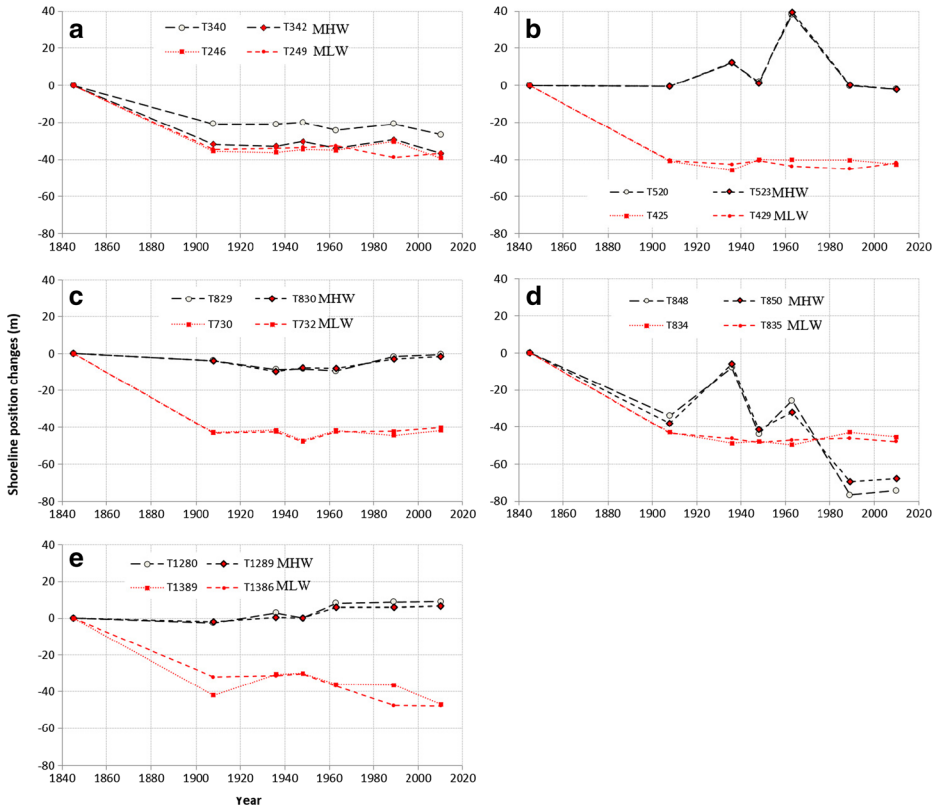 a
T340 T342 MHW
T246 T249 MLW
40
20
0
-20
-40
-60
-80
1840 1860 1880 1900 1920 1940 1960 1980 2000 2020
b
40
20
0
-20
-40
-60
-80
T520 T523MHW
T425 T429 MLW
1840 1860 1880 1900 1920 1940 1960 1980 2000 2020
Shoreline position changes (m)
c
T829 T830 MHW
T730 T732 MLW
40
20
0
-20
-40
-60
-80
1840 1860 1880 1900 1920 1940 1960 1980 2000 2020
d
T848 T850 MHW
T834 T835 MLW
40
20
0
-20
-40
-60
-80
1840 1860 1880 1900 1920 1940 1960 1980 2000 2020
e
T1280 T1289 MHW
T1389 T1386 MLW
40
20
0
-20
-40
-60
-80
1840 1860 1880 1900 1920 1940 1960 1980 2000 2020
Year